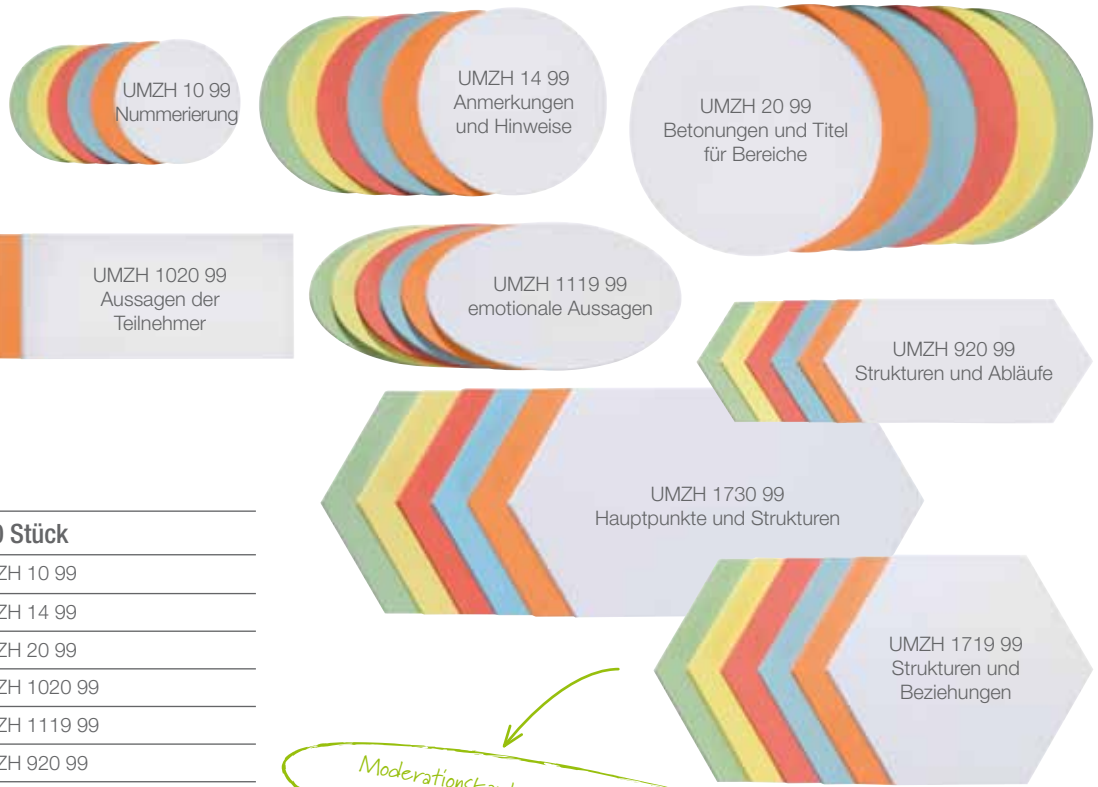 UMZH 10 99
Nummerierung
UMZH 14 99
Anmerkungen
und Hinweise
UMZH 20 99
Betonungen und Titel
für Bereiche
UMZH 1020 99
Aussagen der
Teilnehmer
UMZH 1119 99
emotionale Aussagen
UMZH 920 99
Strukturen und Abläufe
UMZH 1730 99
Hauptpunkte und Strukturen
UMZH 1719 99
Strukturen und
Beziehungen
Stück
ZH 10 99
ZH 14 99
ZH 20 99
ZH 1020 99
ZH 1119 99
ZH 920 99